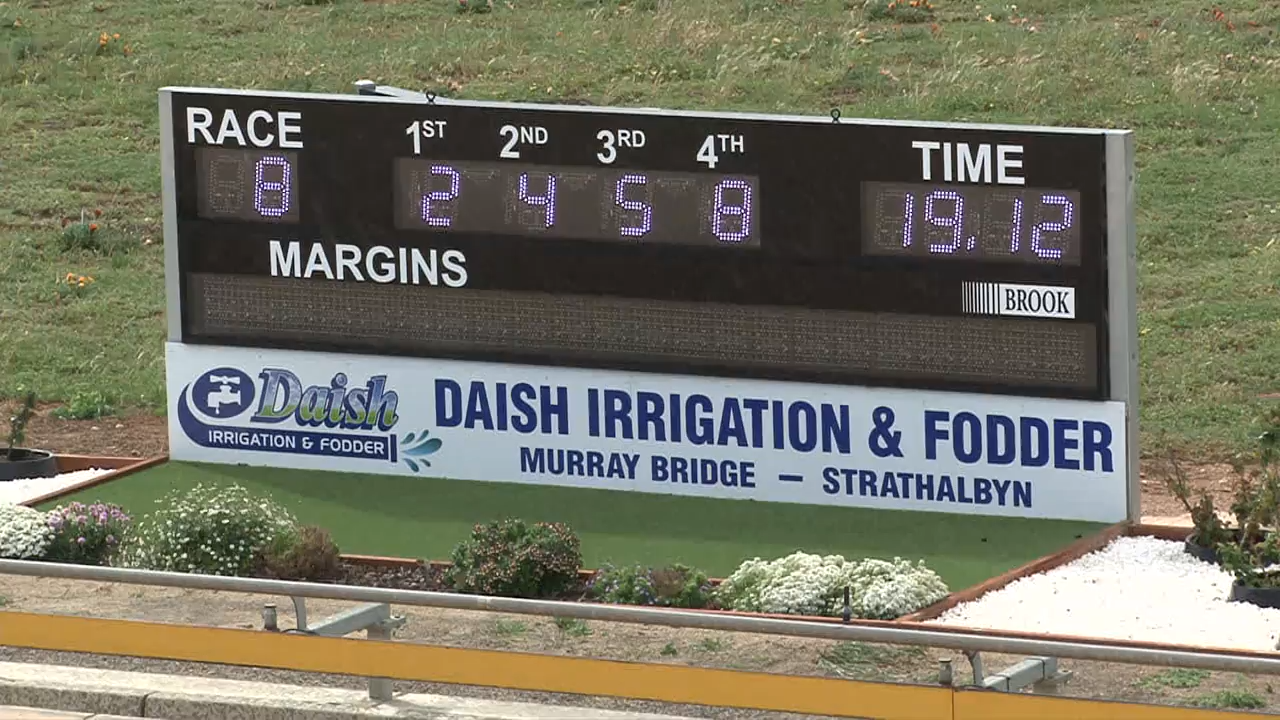 RACE 1ST 2ND 3RD 4TH TIME
8 2 4 5 8 19.12
MARGINS
BROOK
Daish
IRRIGATION & FODDER
DAISH IRRIGATION & FODDER
MURRAY BRIDGE – STRATHALBYN